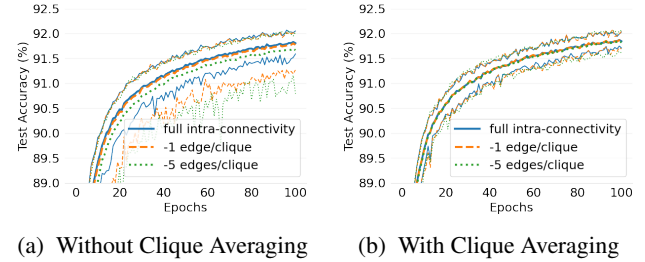 92.5
92.0
91.5
91.0
90.5
90.0
89.5
89.0
Test Accuracy (%)
full intra-connectivity
-1 edge/clique
-5 edges/clique
0 20 40 60 80 100
Epochs
(a) Without Clique Averaging
92.5
92.0
91.5
91.0
90.5
90.0
89.5
89.0
Test Accuracy (%)
full intra-connectivity
-1 edge/clique
-5 edges/clique
0 20 40 60 80 100
Epochs
(b) With Clique Averaging